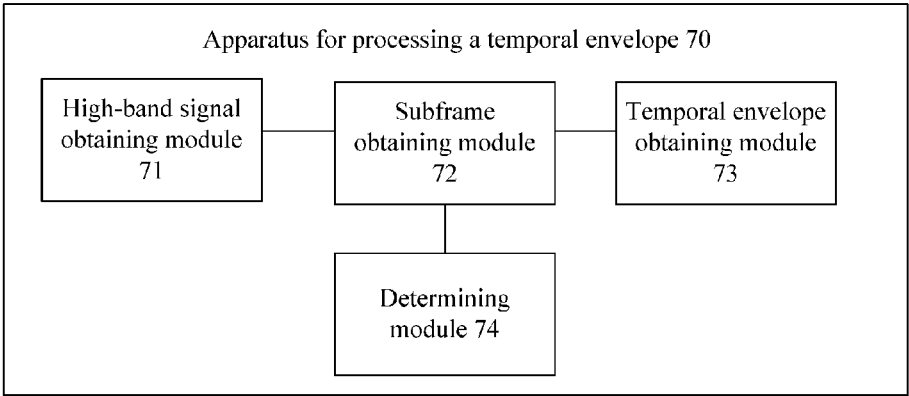 Apparatus for processing a temporal envelope 70
High-band signal
obtaining module
71
Subframe
obtaining module
72
Temporal envelope
obtaining module
73
Determining
module 74